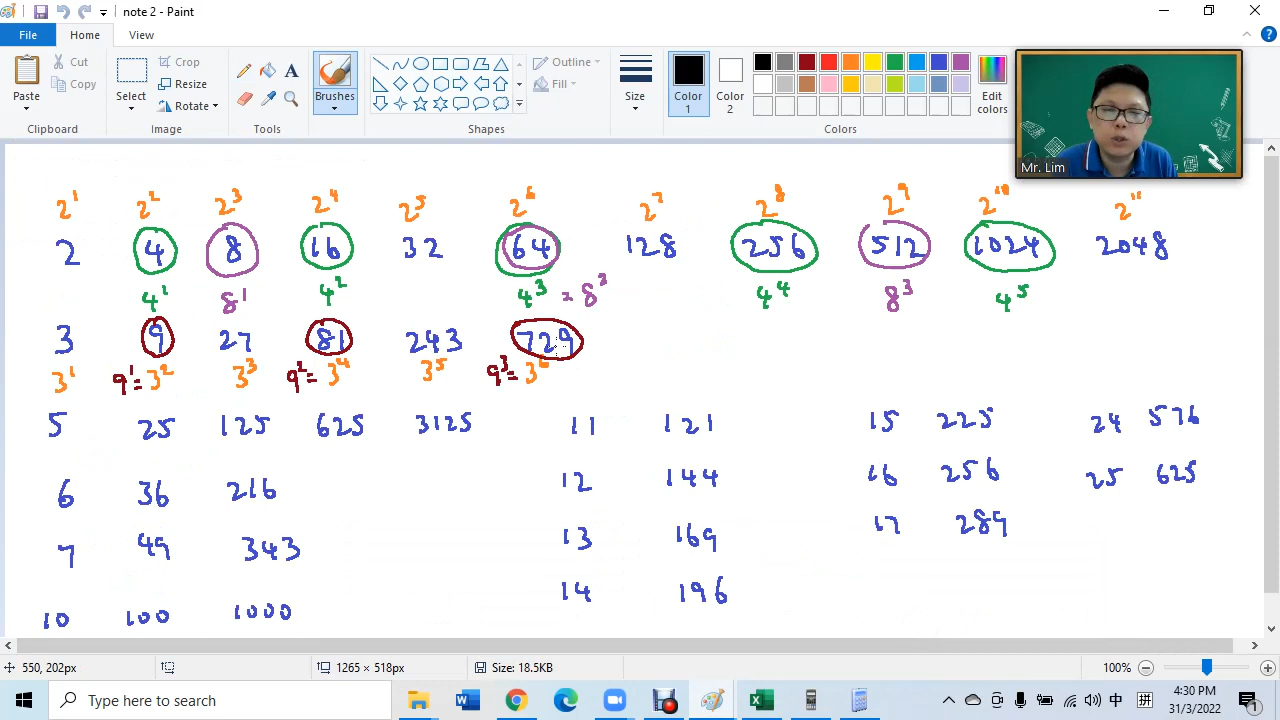 note 2 - Paint
File Home View
Paste Cut Copy Clipboard
Select Crop Resize Rotate Image
A Tools
Brushes
Shapes Outline Fill
Size
Color 1 Color 2 Colors Edit colors
Mr. Lim
2¹ 2² 2³ 2⁴ 2⁵ 2⁶ 2⁷ 2⁸ 2⁹ 2¹⁰ 2¹¹
2 4 8 16 32 64 128 256 512 1024 2048
4¹ 8¹ 4² 4³ = 8² 4⁴ 8³ 4⁵
3 9 27 81 243 729
3¹ 9¹=3² 3³ 9²=3⁴ 3⁵ 9³=3⁶
5 25 125 625 3125 11 121 15 225 24 576
6 36 216 12 144 16 256 25 625
7 49 343 13 169 17 289
10 100 1000 14 196
550, 202px 1265 × 518px Size: 18.5KB 100%
Type here to search
中 拼 4:30 PM
31/3/2022 1